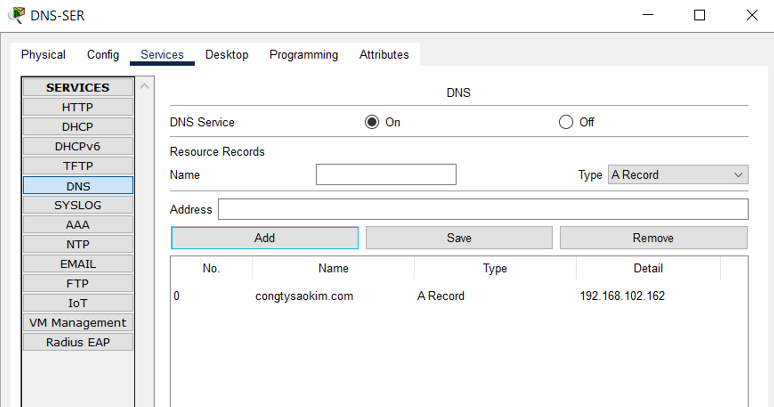 DNS-SER
Physical Config Services Desktop Programming Attributes
SERVICES
HTTP
DHCP
DHCPv6
TFTP
DNS
SYSLOG
AAA
NTP
EMAIL
FTP
IoT
VM Management
Radius EAP
DNS
DNS Service On Off
Resource Records
Name Type A Record
Address
Add Save Remove
No. Name Type Detail
0 congtysaokim.com A Record 192.168.102.162